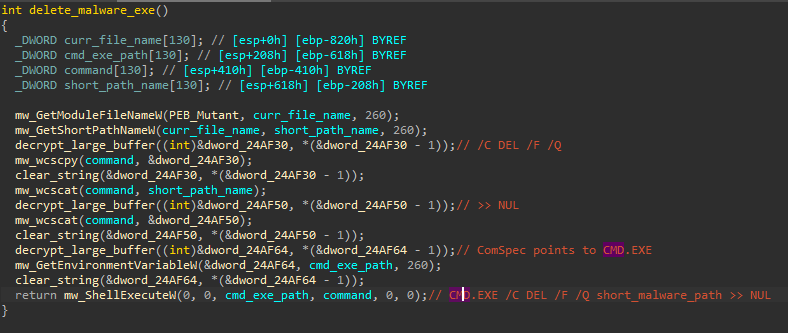 int delete_malware_exe()
{
  _DWORD curr_file_name[130]; // [esp+0h] [ebp-820h] BYREF
  _DWORD cmd_exe_path[130]; // [esp+208h] [ebp-618h] BYREF
  _DWORD command[130]; // [esp+410h] [ebp-410h] BYREF
  _DWORD short_path_name[130]; // [esp+618h] [ebp-208h] BYREF
  mw_GetModuleFileNameW(PEB_Mutant, curr_file_name, 260);
  mw_GetShortPathNameW(curr_file_name, short_path_name, 260);
  decrypt_large_buffer((int)&dword_24AF30, *(&dword_24AF30 - 1));// /C DEL /F /Q
  mw_wcscpy(command, &dword_24AF30);
  clear_string(&dword_24AF30, *(&dword_24AF30 - 1));
  mw_wcscat(command, short_path_name);
  decrypt_large_buffer((int)&dword_24AF50, *(&dword_24AF50 - 1));// >> NUL
  mw_wcscat(command, &dword_24AF50);
  clear_string(&dword_24AF50, *(&dword_24AF50 - 1));
  decrypt_large_buffer((int)&dword_24AF64, *(&dword_24AF64 - 1));// ComSpec points to CMD.EXE
  mw_GetEnvironmentVariableW(&dword_24AF64, cmd_exe_path, 260);
  clear_string(&dword_24AF64, *(&dword_24AF64 - 1));
  return mw_ShellExecuteW(0, 0, cmd_exe_path, command, 0, 0);// CMD.EXE /C DEL /F /Q short_malware_path >> NUL
}